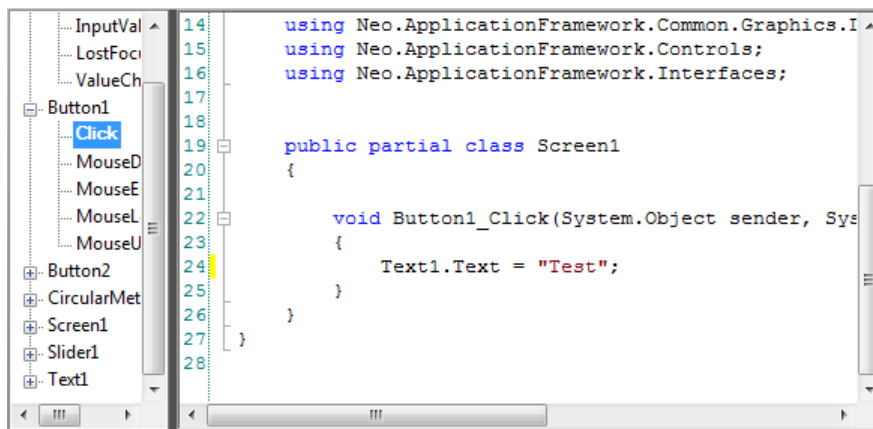 InputVal
LostFoc
ValueCh
Button1
Click
MouseD
MouseE
MouseL
MouseU
Button2
CircularMet
Screen1
Slider1
Text1
14 using Neo.ApplicationFramework.Common.Graphics.I
15 using Neo.ApplicationFramework.Controls;
16 using Neo.ApplicationFramework.Interfaces;
17
18
19 public partial class Screen1
20 {
21
22 void Button1_Click(System.Object sender, Sys
23 {
24 Text1.Text = "Test";
25 }
26 }
27 }
28